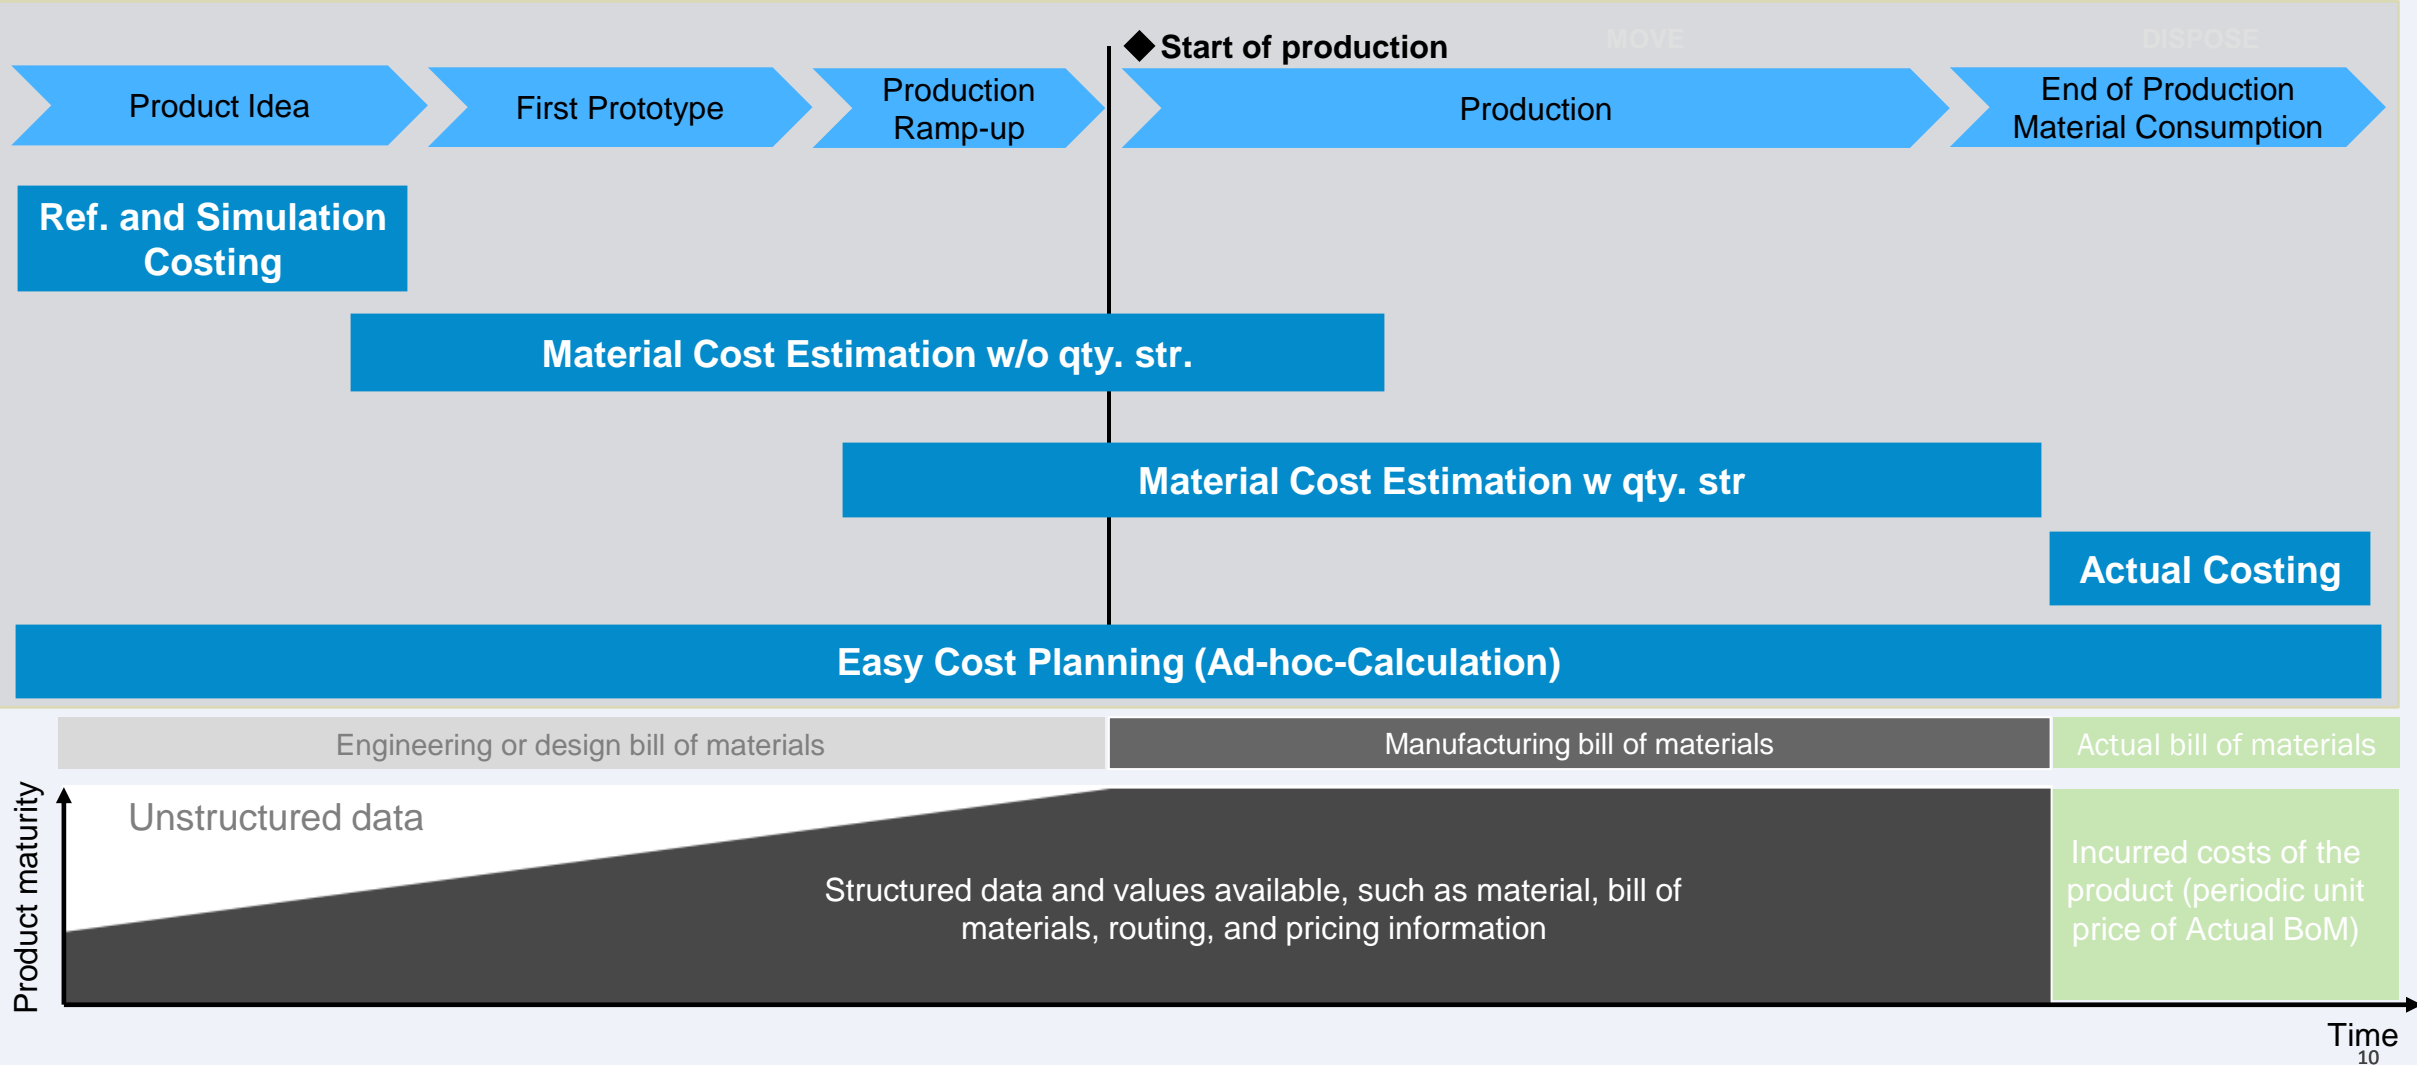 MOVE
DISPOSE
Start of production
Product Idea
First Prototype
Production
Ramp-up
Production
End of Production
Material Consumption
Ref. and Simulation
Costing
Material Cost Estimation w/o qty. str.
Material Cost Estimation w qty. str
Actual Costing
Easy Cost Planning (Ad-hoc-Calculation)
Engineering or design bill of materials
Manufacturing bill of materials
Actual bill of materials
Product maturity
Unstructured data
Structured data and values available, such as material, bill of
materials, routing, and pricing information
Incurred costs of the
product (periodic unit
price of Actual BoM)
Time
10